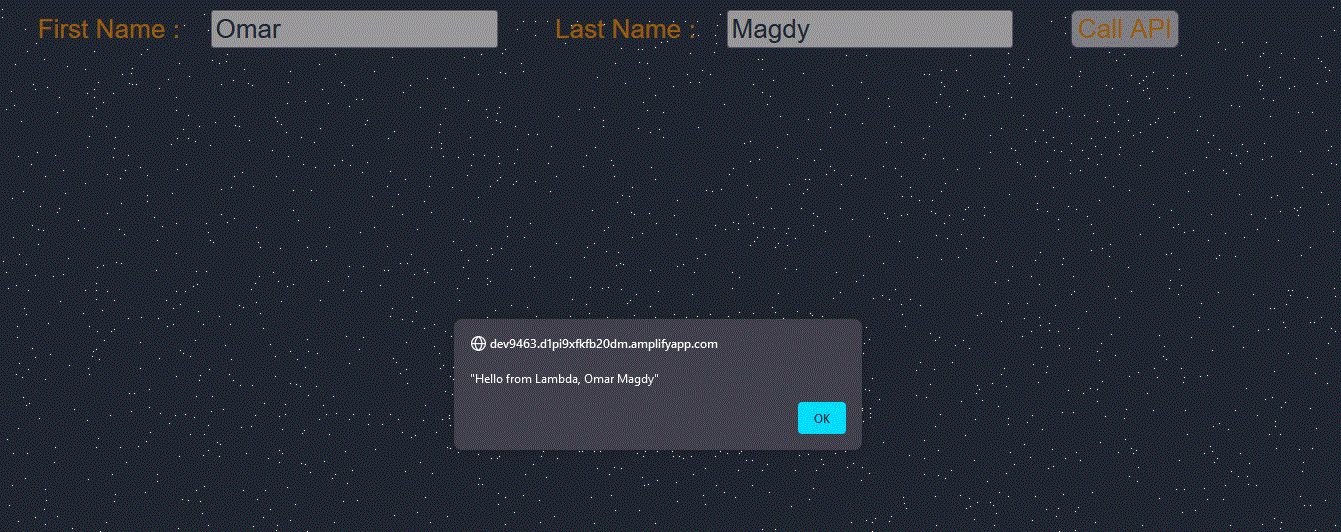 First Name : Omar Last Name : Magdy Call API
dev9463.d1pi9xfkfb20dm.amplifyapp.com
"Hello from Lambda, Omar Magdy"
OK